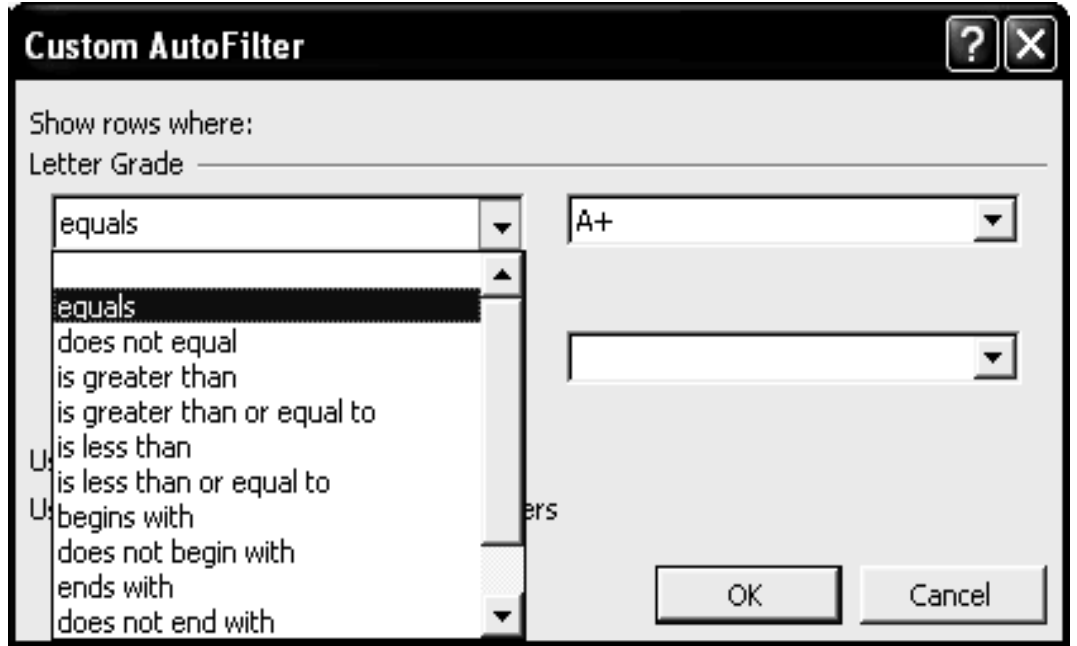 Custom AutoFilter ? X
Show rows where:
Letter Grade
equals A+
equals
does not equal
is greater than
is greater than or equal to
is less than
is less than or equal to
begins with
does not begin with
ends with
does not end with
OK Cancel